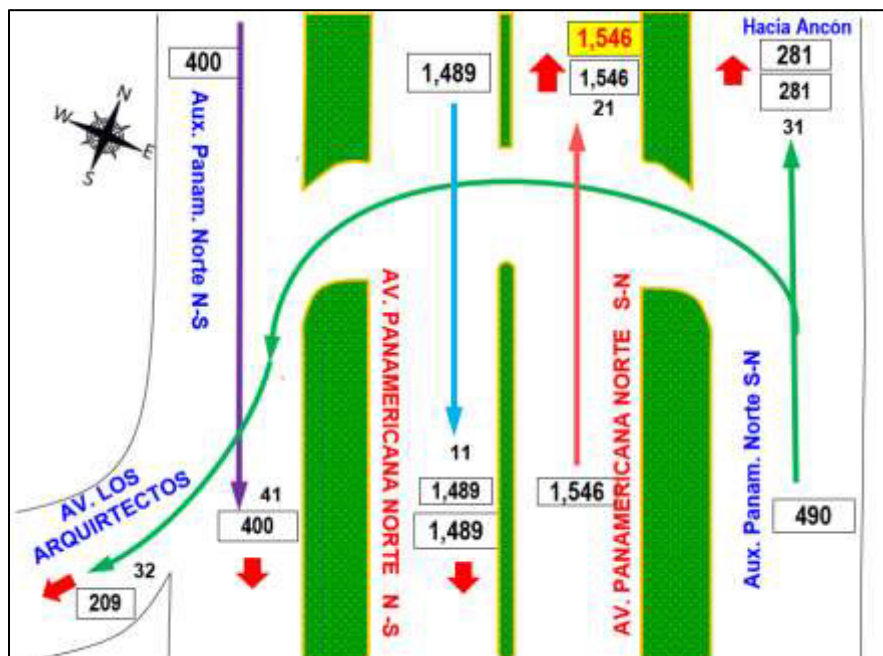 400
1,489
1,546
1,546
21
Hacia Ancón
281
281
31
N
W
E
S
Aux. Panam. Norte N-S
AV. PANAMERICANA NORTE N -S
AV. PANAMERICANA NORTE S-N
Aux. Panam. Norte S-N
11
1,489
1,489
1,546
490
41
400
AV. LOS
ARQUIRTECTOS
32
209